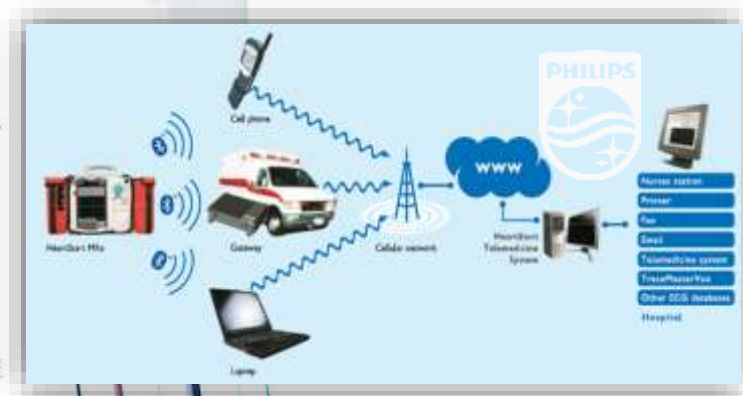 PHILIPS
Cell phone
www
HeartStart MRx
Gateway
Cellular network
HeartStart
Telemedicine
System
Laptop
Nurses station
Printer
Fax
Email
Telemedicine system
TraceMasterVue
Other ECG databases
Hospital